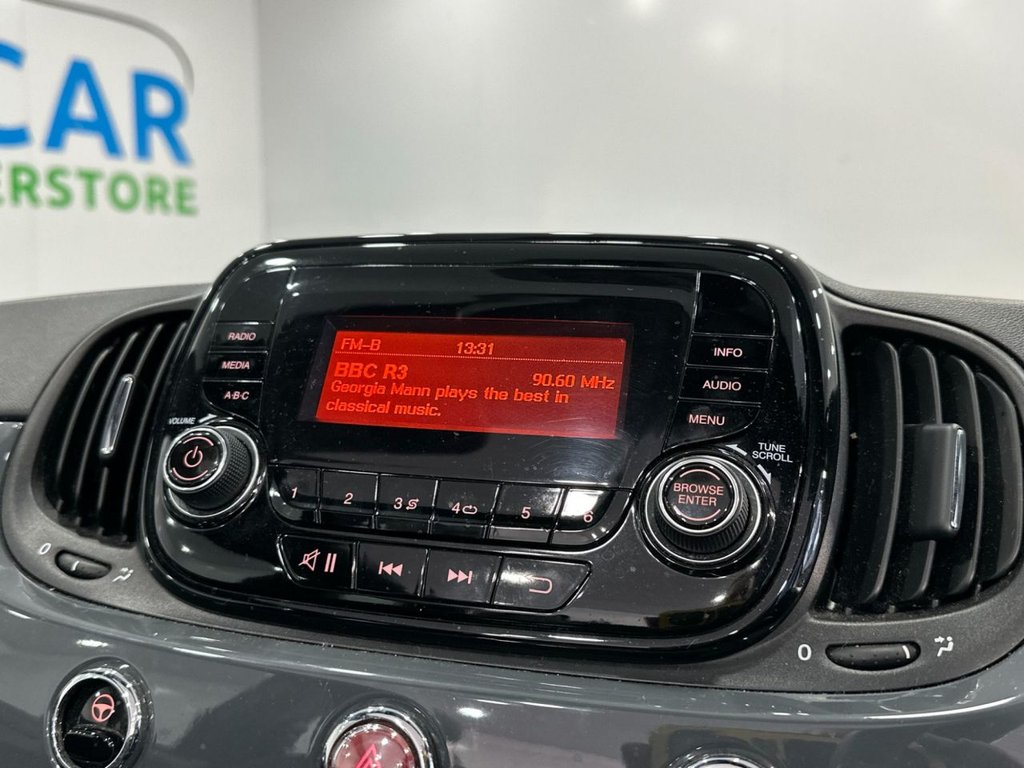 CAR
ERSTORE
FM-B 13:31
BBC R3 90.60 MHz
Georgia Mann plays the best in
classical music.
RADIO
MEDIA
A·B·C
VOLUME
INFO
AUDIO
MENU
TUNE
SCROLL
BROWSE
ENTER
1 2 3 4 5 6
0
0